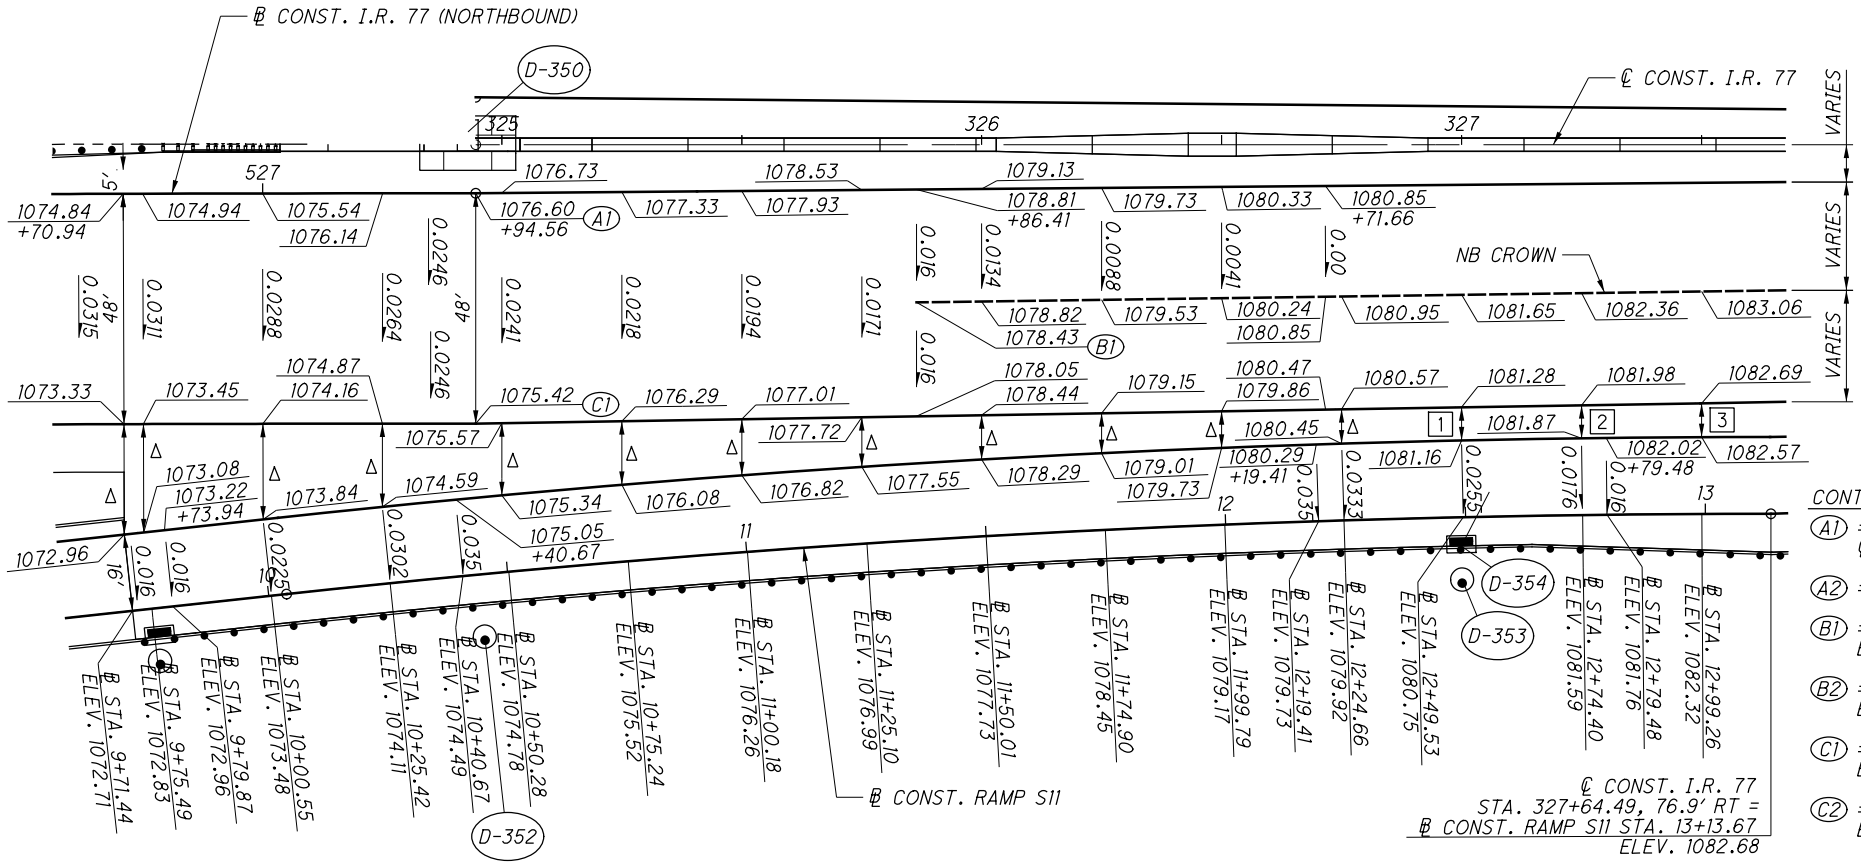 ℄ CONST. I.R. 77 (NORTHBOUND)
D-350
℄ CONST. I.R. 77
VARIES
325
326
327
5'
527
1076.73
1078.53
1079.13
1074.84
+70.94
1074.94
1075.54
1076.14
1076.60
+94.56
A1
1077.33
1077.93
1078.81
+86.41
1079.73
1080.33
1080.85
+71.66
VARIES
0.0315
48'
0.0311
0.0288
0.0264
0.0246
0.0246
48'
0.0241
0.0218
0.0194
0.0171
0.016
0.016
0.0134
0.0088
0.0041
0.00
NB CROWN
1078.82
1079.53
1080.24
1080.85
1080.95
1081.65
1082.36
1083.06
1078.43
B1
VARIES
1073.33
1073.45
1074.87
1074.16
1075.42
C1
1075.57
1076.29
1077.01
1077.72
1078.05
1078.44
1079.15
1080.47
1079.86
1080.57
1081.28
1081.98
1082.69
1
2
3
Δ
Δ
Δ
Δ
Δ
Δ
Δ
Δ
Δ
Δ
Δ
1073.08
1073.22
+73.94
1073.84
1074.59
1075.05
+40.67
1075.34
1076.08
1076.82
1077.55
1078.29
1079.01
1079.73
1080.45
1080.29
+19.41
1081.16
1081.87
1082.02
+79.48
1082.57
1072.96
16'
0.016
0.016
10
0.0225
0.0302
0.035
11
12
0.035
0.0333
0.0255
0.0176
0.016
13
D-354
D-353
D-352
ⴲ STA. 9+71.44
ELEV. 1072.71
ⴲ STA. 9+75.49
ELEV. 1072.83
ⴲ STA. 9+79.87
ELEV. 1072.96
ⴲ STA. 10+00.55
ELEV. 1073.48
ⴲ STA. 10+25.42
ELEV. 1074.11
ⴲ STA. 10+40.67
ELEV. 1074.49
ⴲ STA. 10+50.28
ELEV. 1074.78
ⴲ STA. 10+75.24
ELEV. 1075.52
ⴲ STA. 11+00.18
ELEV. 1076.26
ⴲ STA. 11+25.10
ELEV. 1076.99
ⴲ STA. 11+50.01
ELEV. 1077.73
ⴲ STA. 11+74.90
ELEV. 1078.45
ⴲ STA. 11+99.79
ELEV. 1079.17
ⴲ STA. 12+19.41
ELEV. 1079.73
ⴲ STA. 12+24.66
ELEV. 1079.92
ⴲ STA. 12+49.53
ELEV. 1080.75
ⴲ STA. 12+74.40
ELEV. 1081.59
ⴲ STA. 12+79.48
ELEV. 1081.76
ⴲ STA. 12+99.26
ELEV. 1082.32
ⴲ CONST. RAMP S11
℄ CONST. I.R. 77
STA. 327+64.49, 76.9' RT =
ⴲ CONST. RAMP S11 STA. 13+13.67
ELEV. 1082.68
CONT
A1 =
A2 =
B1 =
B2 =
C1 =
C2 =